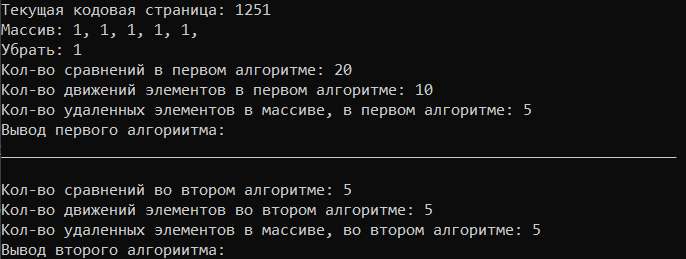 Текущая кодовая страница: 1251
Массив: 1, 1, 1, 1, 1,
Убрать: 1
Кол-во сравнений в первом алгоритме: 20
Кол-во движений элементов в первом алгоритме: 10
Кол-во удаленных элементов в массиве, в первом алгоритме: 5
Вывод первого алгориитма:
Кол-во сравнений во втором алгоритме: 5
Кол-во движений элементов во втором алгоритме: 5
Кол-во удаленных элементов в массиве, во втором алгоритме: 5
Вывод второго алгориитма: